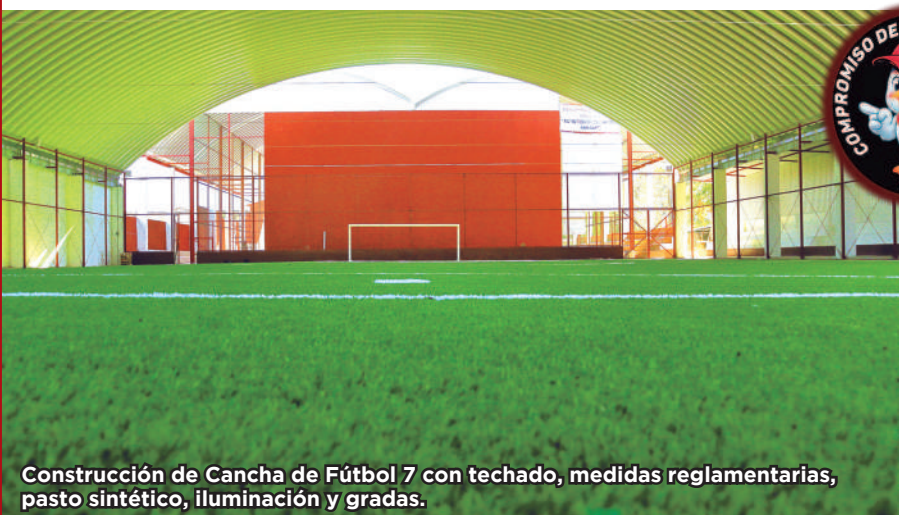 COMPROMISO DE
Construcción de Cancha de Fútbol 7 con techado, medidas reglamentarias,
pasto sintético, iluminación y gradas.